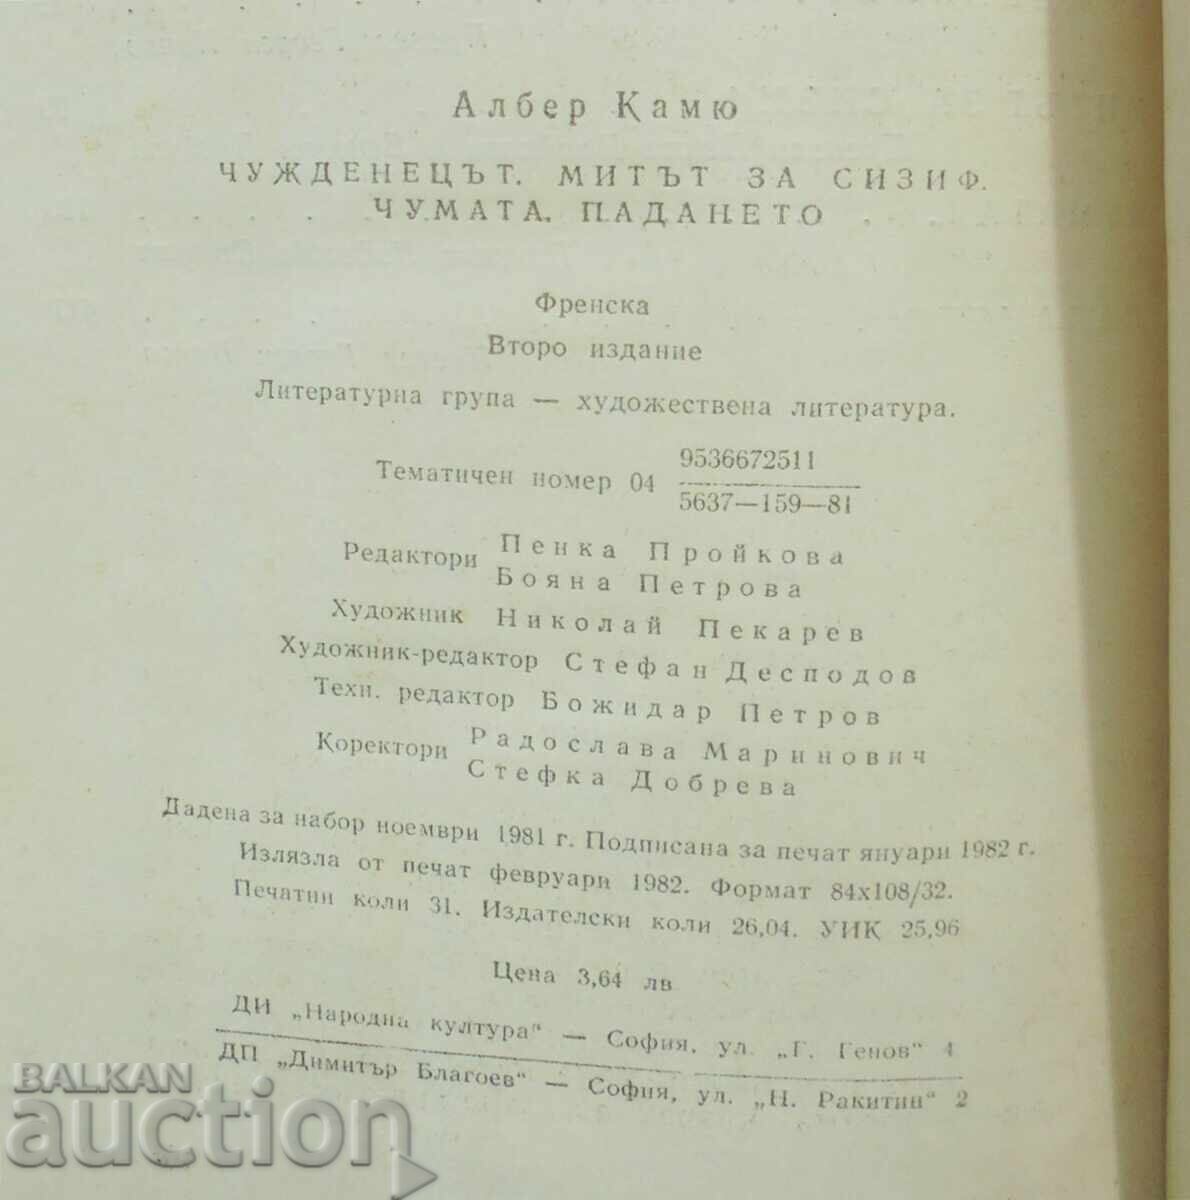 Албер Камю
ЧУЖДЕНЕЦЪТ. МИТЪТ ЗА СИЗИФ.
ЧУМАТА. ПАДАНЕТО
Френска
Второ издание
Литературна група — художествена литература.
Тематичен номер 04 9536672511
5637—159—81
Редактори Пенка Пройкова
Бояна Петрова
Художник Николай Пекарев
Художник-редактор Стефан Десподов
Техн. редактор Божидар Петров
Коректори Радослава Маринович
Стефка Добрева
Дадена за набор ноември 1981 г. Подписана за печат януари 1982 г.
Излязла от печат февруари 1982. Формат 84х108/32.
Печатни коли 31. Издателски коли 26,04. УИК 25,96
Цена 3,64 лв
ДИ „Народна култура“ — София, ул. „Г. Генов“ 4
ДП „Димитър Благоев“ — София, ул. „Н. Ракитин“ 2
BALKAN
auction